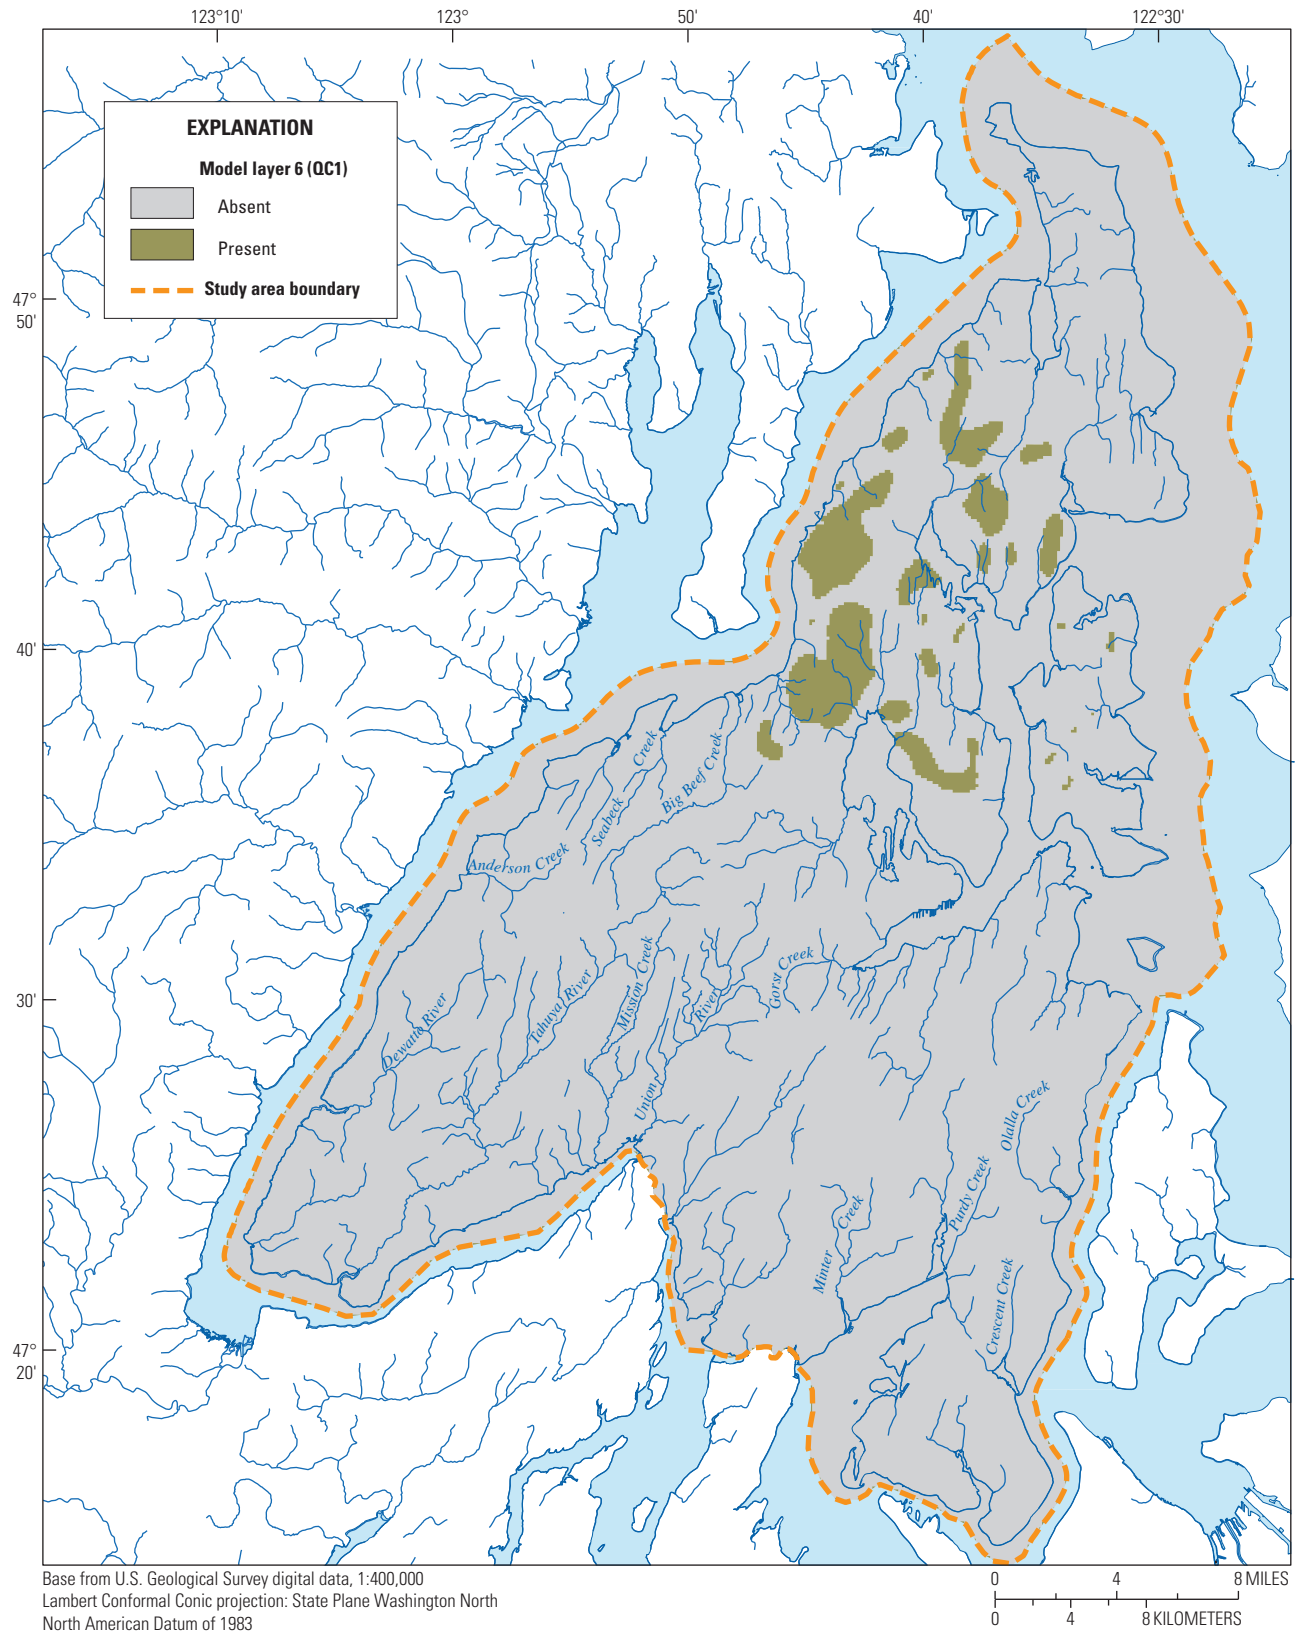 123°10'
123°
50'
40'
122°30'
EXPLANATION
Model layer 6 (QC1)
Absent
Present
Study area boundary
47°
50'
40'
30'
47°
20'
Seabeck Creek
Big Beef Creek
Anderson Creek
Dewatto River
Tahuya River
Mission Creek
Union River
Gorst Creek
Olalla Creek
Purdy Creek
Minter Creek
Crescent Creek
Base from U.S. Geological Survey digital data, 1:400,000
Lambert Conformal Conic projection: State Plane Washington North
North American Datum of 1983
0 4 8 MILES
0 4 8 KILOMETERS